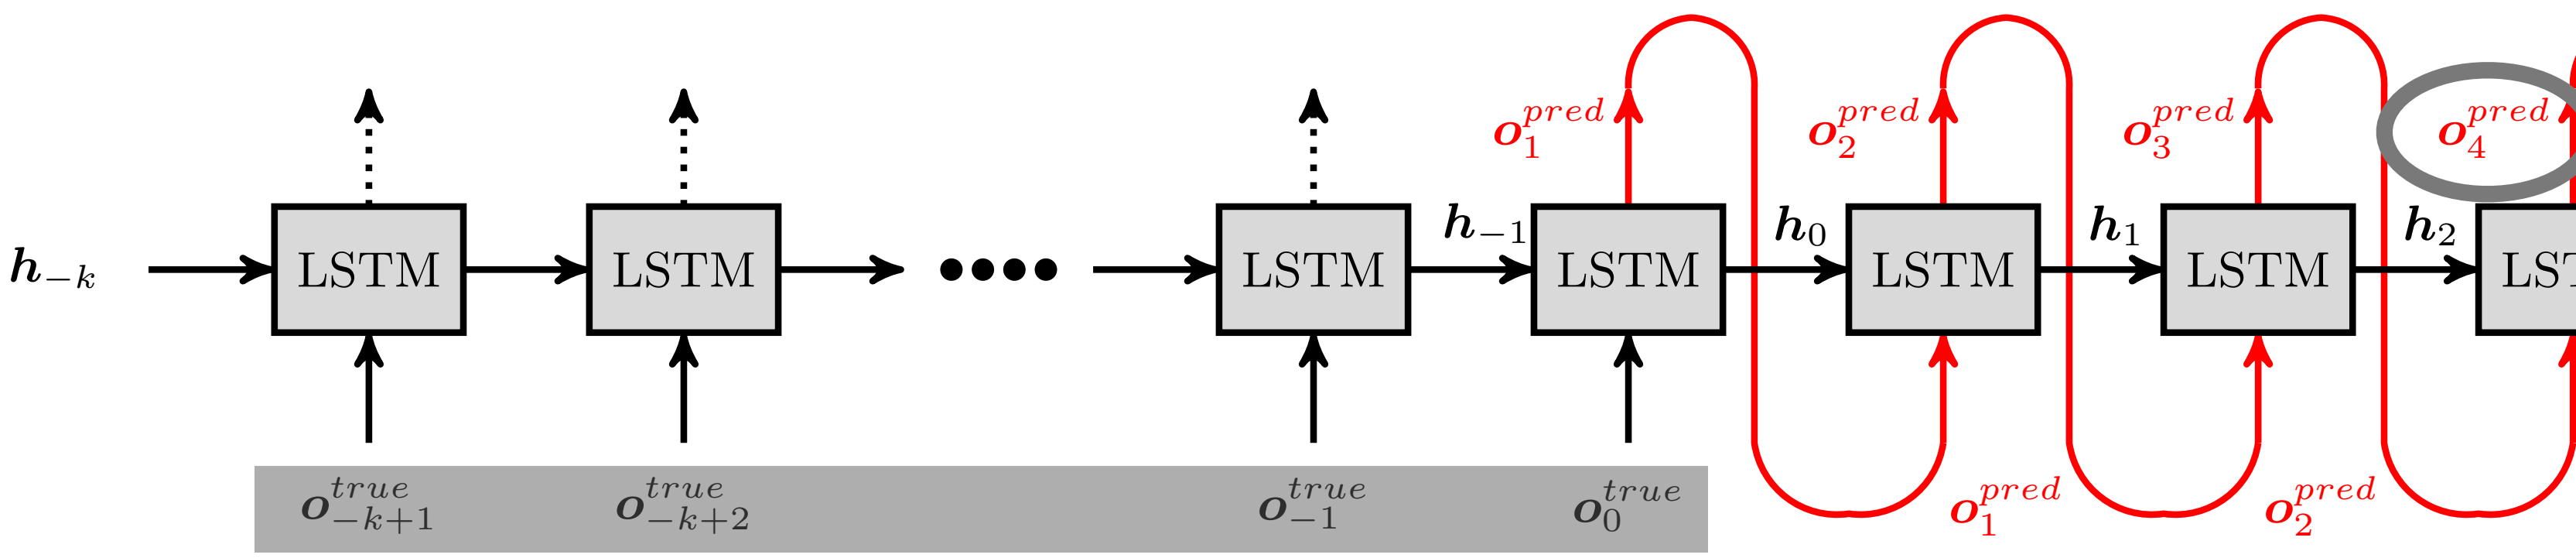 o_1^{pred} o_2^{pred} o_3^{pred} o_4^{pred}
h_{-k} LSTM LSTM LSTM h_{-1} LSTM h_0 LSTM h_1 LSTM h_2 LST
o_{-k+1}^{true} o_{-k+2}^{true} o_{-1}^{true} o_0^{true} o_1^{pred} o_2^{pred}